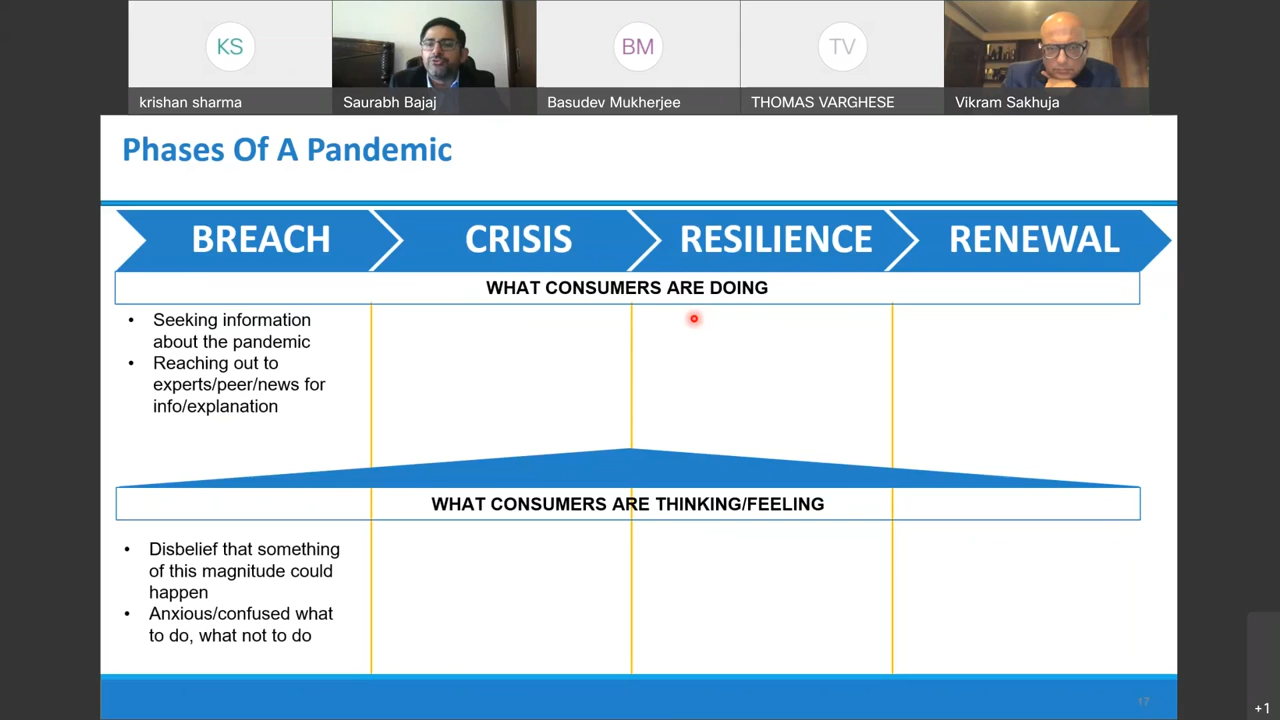 KS
BM
TV
krishan sharma
Saurabh Bajaj
Basudev Mukherjee
THOMAS VARGHESE
Vikram Sakhuja
Phases Of A Pandemic
BREACH
CRISIS
RESILIENCE
RENEWAL
WHAT CONSUMERS ARE DOING
• Seeking information
about the pandemic
• Reaching out to
experts/peer/news for
info/explanation
WHAT CONSUMERS ARE THINKING/FEELING
• Disbelief that something
of this magnitude could
happen
• Anxious/confused what
to do, what not to do
17
+1